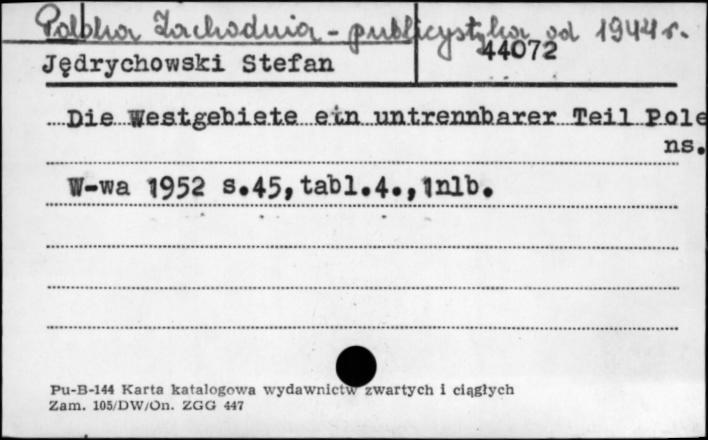 Polska Zachodnia - publicystyka od 1944 r.
44072
Jędrychowski Stefan
Die Westgebiete ein untrennbarer Teil Pole
ns.
W-wa 1952 s.45, tabl.4., 1nlb.
Pu-B-144 Karta katalogowa wydawnictw zwartych i ciągłych
Zam. 105/DW/On. ZGG 447